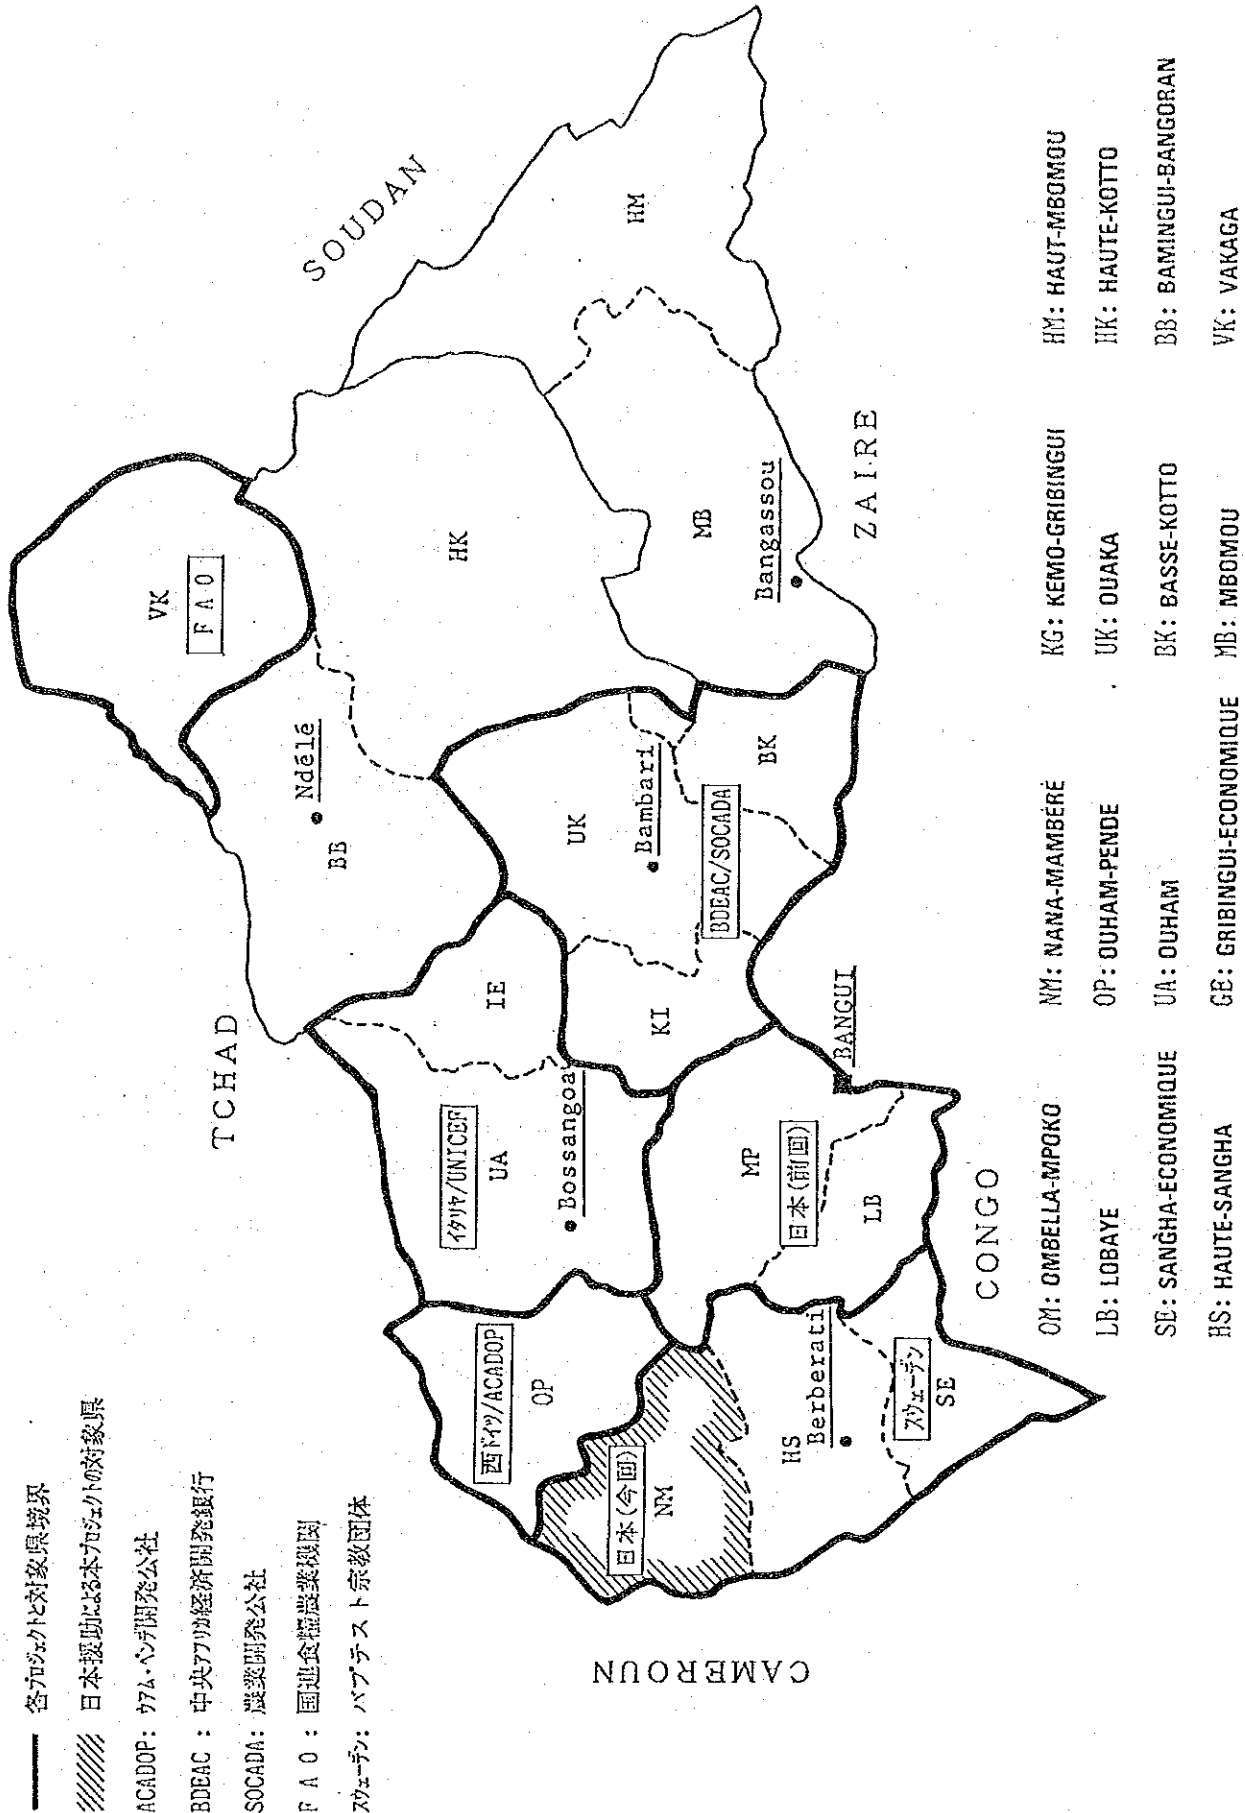 各プロジェクトと対象県境界
日本援助による本プロジェクトの対象県
ACADOP: ウアム・ペンデ開発公社
BDEAC : 中央アフリカ経済開発銀行
SOCADA: 農業開発公社
F A O : 国連食糧農業機関
スウェーデン: バプテスト宗教団体
TCHAD
SOUDAN
CAMEROUN
CONGO
ZAIRE
VK
F A O
Ndélé
BB
HK
HM
MB
Bangassou
UK
Bambari
BDEAC/SOCADA
BK
IE
KI
イタリヤ/UNICEF
UA
Bossangoa
西ドイツ/ACADOP
OP
日本(今回)
NM
日本(前回)
MP
LB
BANGUI
HS
Berberati
スウェーデン
SE
OM: OMBELLA-MPOKO
LB: LOBAYE
SE: SANGHA-ECONOMIQUE
HS: HAUTE-SANGHA
NM: NANA-MAMBÉRÉ
OP: OUHAM-PENDE
UA: OUHAM
GE: GRIBINGUI-ECONOMIQUE
KG: KEMO-GRIBINGUI
UK: OUAKA
BK: BASSE-KOTTO
MB: MBOMOU
HM: HAUT-MBOMOU
HK: HAUTE-KOTTO
BB: BAMINGUI-BANGORAN
VK: VAKAGA